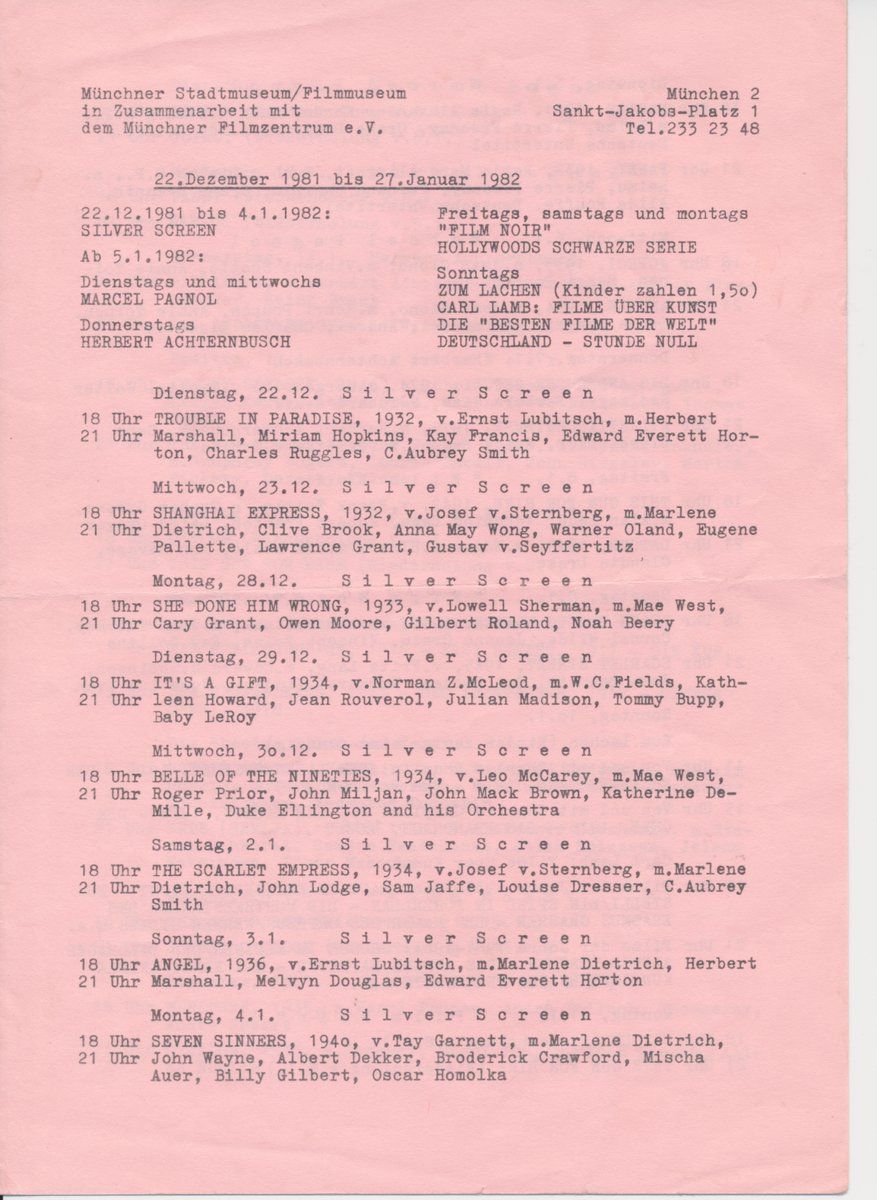 Münchner Stadtmuseum/Filmmuseum
in Zusammenarbeit mit
dem Münchner Filmzentrum e.V.
München 2
Sankt-Jakobs-Platz 1
Tel.233 23 48
22.Dezember 1981 bis 27.Januar 1982
22.12.1981 bis 4.1.1982:
SILVER SCREEN
Ab 5.1.1982:
Dienstags und mittwochs
MARCEL PAGNOL
Donnerstags
HERBERT ACHTERNBUSCH
Freitags, samstags und montags
"FILM NOIR"
HOLLYWOODS SCHWARZE SERIE
Sonntags
ZUM LACHEN (Kinder zahlen 1,5o)
CARL LAMB: FILME ÜBER KUNST
DIE "BESTEN FILME DER WELT"
DEUTSCHLAND - STUNDE NULL
Dienstag, 22.12. S i l v e r S c r e e n
18 Uhr TROUBLE IN PARADISE, 1932, v.Ernst Lubitsch, m.Herbert
21 Uhr Marshall, Miriam Hopkins, Kay Francis, Edward Everett Hor-
ton, Charles Ruggles, C.Aubrey Smith
Mittwoch, 23.12. S i l v e r S c r e e n
18 Uhr SHANGHAI EXPRESS, 1932, v.Josef v.Sternberg, m.Marlene
21 Uhr Dietrich, Clive Brook, Anna May Wong, Warner Oland, Eugene
Pallette, Lawrence Grant, Gustav v.Seyffertitz
Montag, 28.12. S i l v e r S c r e e n
18 Uhr SHE DONE HIM WRONG, 1933, v.Lowell Sherman, m.Mae West,
21 Uhr Cary Grant, Owen Moore, Gilbert Roland, Noah Beery
Dienstag, 29.12. S i l v e r S c r e e n
18 Uhr IT'S A GIFT, 1934, v.Norman Z.McLeod, m.W.C.Fields, Kath-
21 Uhr leen Howard, Jean Rouverol, Julian Madison, Tommy Bupp,
Baby LeRoy
Mittwoch, 3o.12. S i l v e r S c r e e n
18 Uhr BELLE OF THE NINETIES, 1934, v.Leo McCarey, m.Mae West,
21 Uhr Roger Prior, John Miljan, John Mack Brown, Katherine De-
Mille, Duke Ellington and his Orchestra
Samstag, 2.1. S i l v e r S c r e e n
18 Uhr THE SCARLET EMPRESS, 1934, v.Josef v.Sternberg, m.Marlene
21 Uhr Dietrich, John Lodge, Sam Jaffe, Louise Dresser, C.Aubrey
Smith
Sonntag, 3.1. S i l v e r S c r e e n
18 Uhr ANGEL, 1936, v.Ernst Lubitsch, m.Marlene Dietrich, Herbert
21 Uhr Marshall, Melvyn Douglas, Edward Everett Horton
Montag, 4.1. S i l v e r S c r e e n
18 Uhr SEVEN SINNERS, 194o, v.Tay Garnett, m.Marlene Dietrich,
21 Uhr John Wayne, Albert Dekker, Broderick Crawford, Mischa
Auer, Billy Gilbert, Oscar Homolka